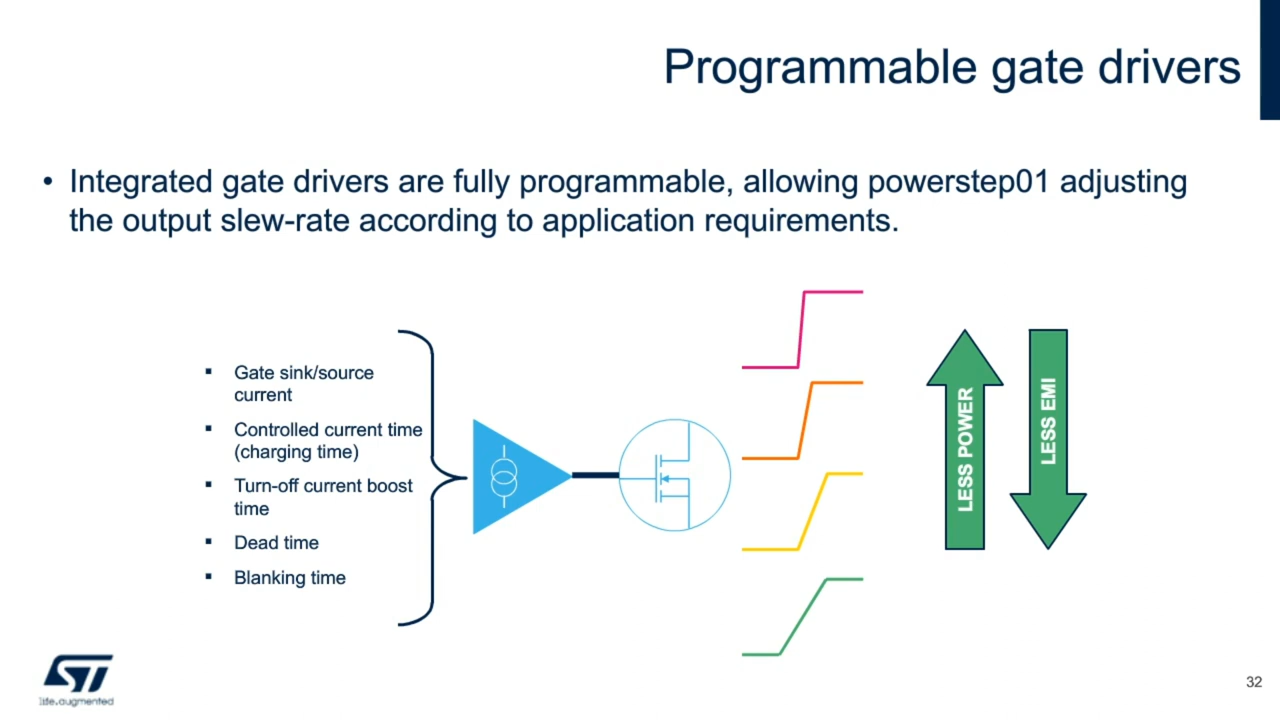 Programmable gate drivers
• Integrated gate drivers are fully programmable, allowing powerstep01 adjusting
the output slew-rate according to application requirements.
▪ Gate sink/source
current
▪ Controlled current time
(charging time)
▪ Turn-off current boost
time
▪ Dead time
▪ Blanking time
LESS POWER
LESS EMI
ST
life.augmented
32